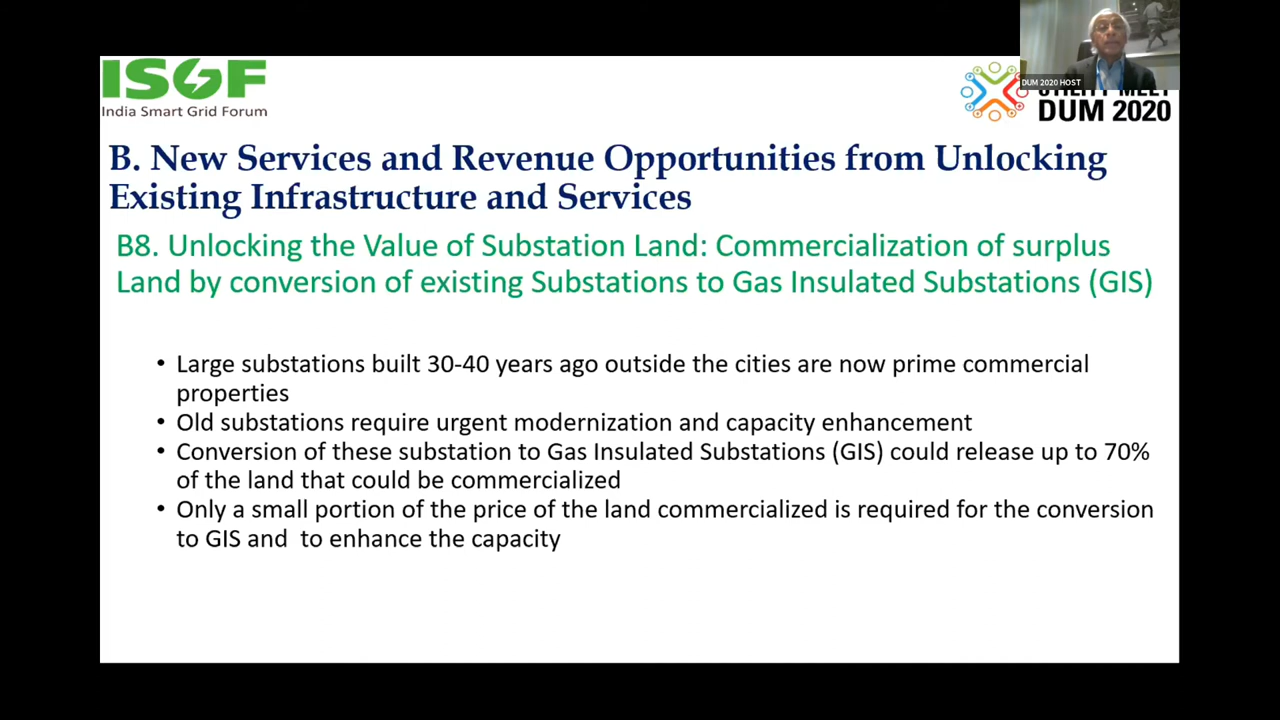 ISGF
India Smart Grid Forum
DUM 2020 HOST
UTILITY MEET
DUM 2020
B. New Services and Revenue Opportunities from Unlocking
Existing Infrastructure and Services
B8. Unlocking the Value of Substation Land: Commercialization of surplus
Land by conversion of existing Substations to Gas Insulated Substations (GIS)
• Large substations built 30-40 years ago outside the cities are now prime commercial
properties
• Old substations require urgent modernization and capacity enhancement
• Conversion of these substation to Gas Insulated Substations (GIS) could release up to 70%
of the land that could be commercialized
• Only a small portion of the price of the land commercialized is required for the conversion
to GIS and  to enhance the capacity